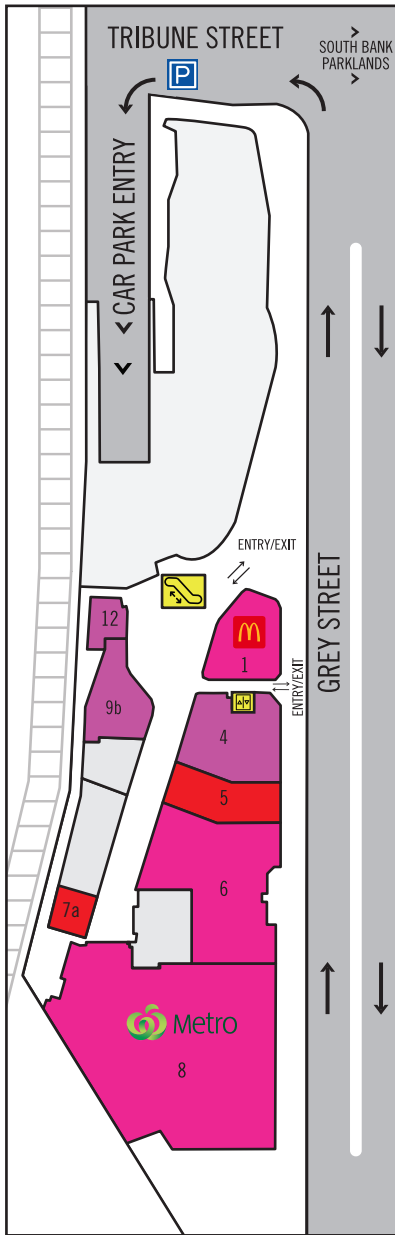 TRIBUNE STREET
SOUTH BANK
PARKLANDS
P
CAR PARK ENTRY
ENTRY/EXIT
GREY STREET
12
1
ENTRY/EXIT
9b
4
5
6
7a
Metro
8